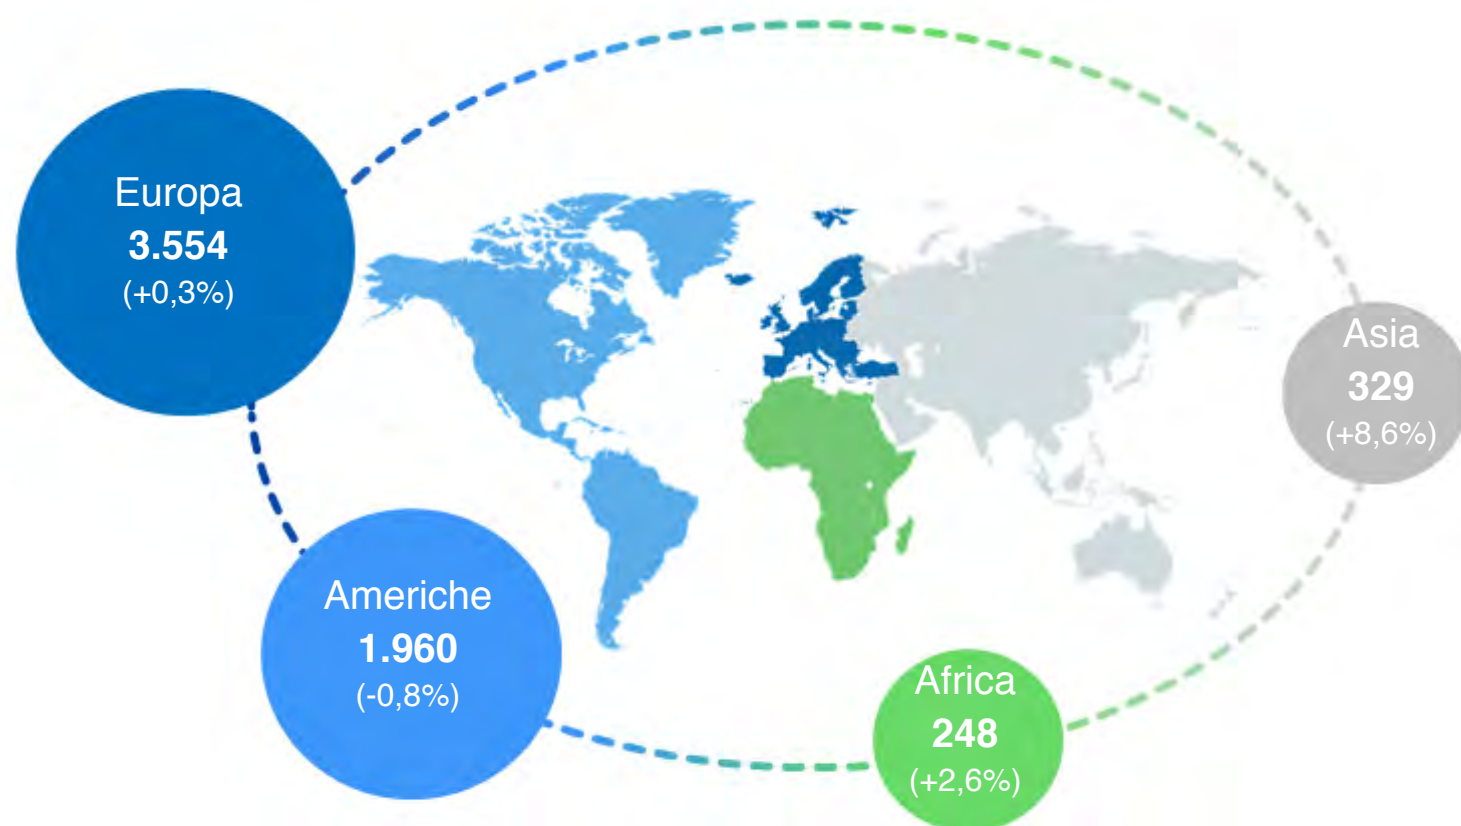 Europa
3.554
(+0,3%)
Asia
329
(+8,6%)
Americhe
1.960
(-0,8%)
Africa
248
(+2,6%)